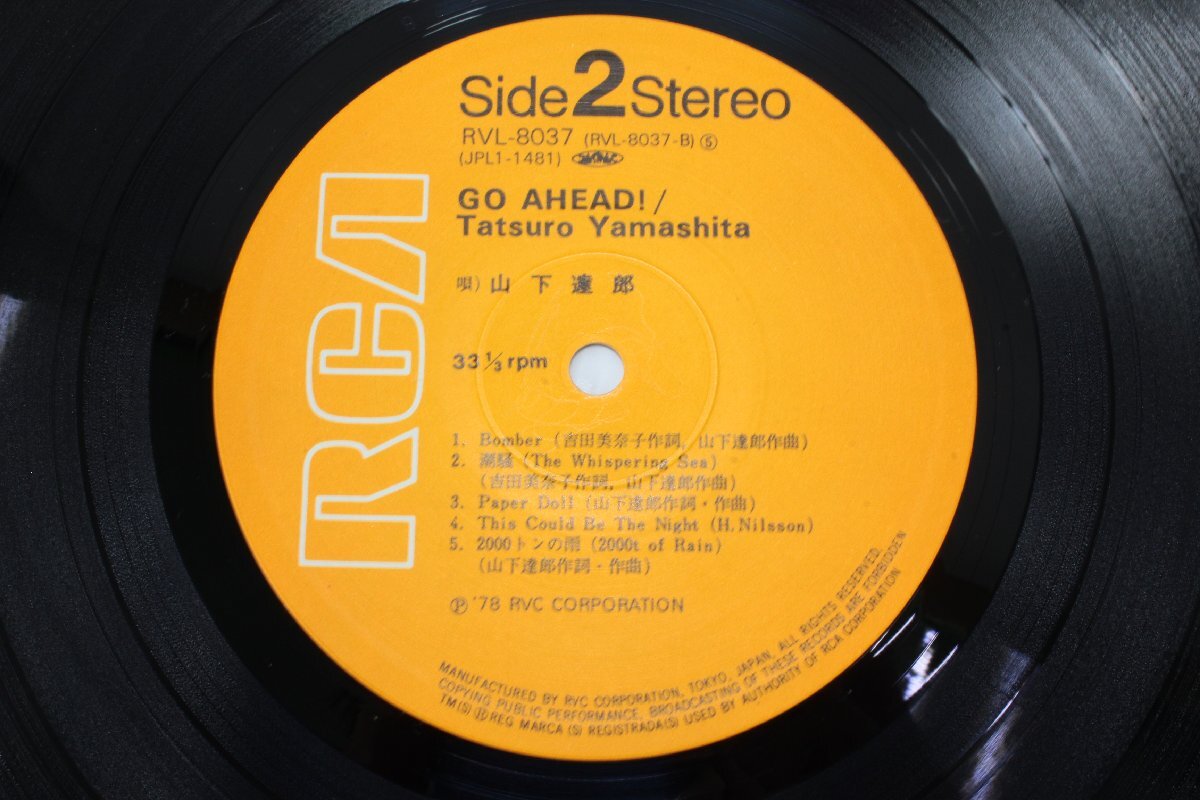 Side 2 Stereo
RVL-8037 (RVL-8037-B) Ⓢ
(JPL1-1481)
GO AHEAD! /
Tatsuro Yamashita
唄) 山下達郎
33 1/3 rpm
RCA
1. Bomber (吉田美奈子作詞, 山下達郎作曲)
2. 潮騒 (The Whispering Sea)
(吉田美奈子作詞, 山下達郎作曲)
3. Paper Doll (山下達郎作詞・作曲)
4. This Could Be The Night (H. Nilsson)
5. 2000トンの雨 (2000t of Rain)
(山下達郎作詞・作曲)
Ⓟ '78 RVC CORPORATION
MANUFACTURED BY RVC CORPORATION, TOKYO, JAPAN, ALL RIGHTS RESERVED,
COPYING PUBLIC PERFORMANCE, BROADCASTING OF THESE RECORDS ARE FORBIDDEN
TM(S) Ⓡ REG MARCA (S) REGISTRADA(S) USED BY AUTHORITY OF RCA CORPORATION